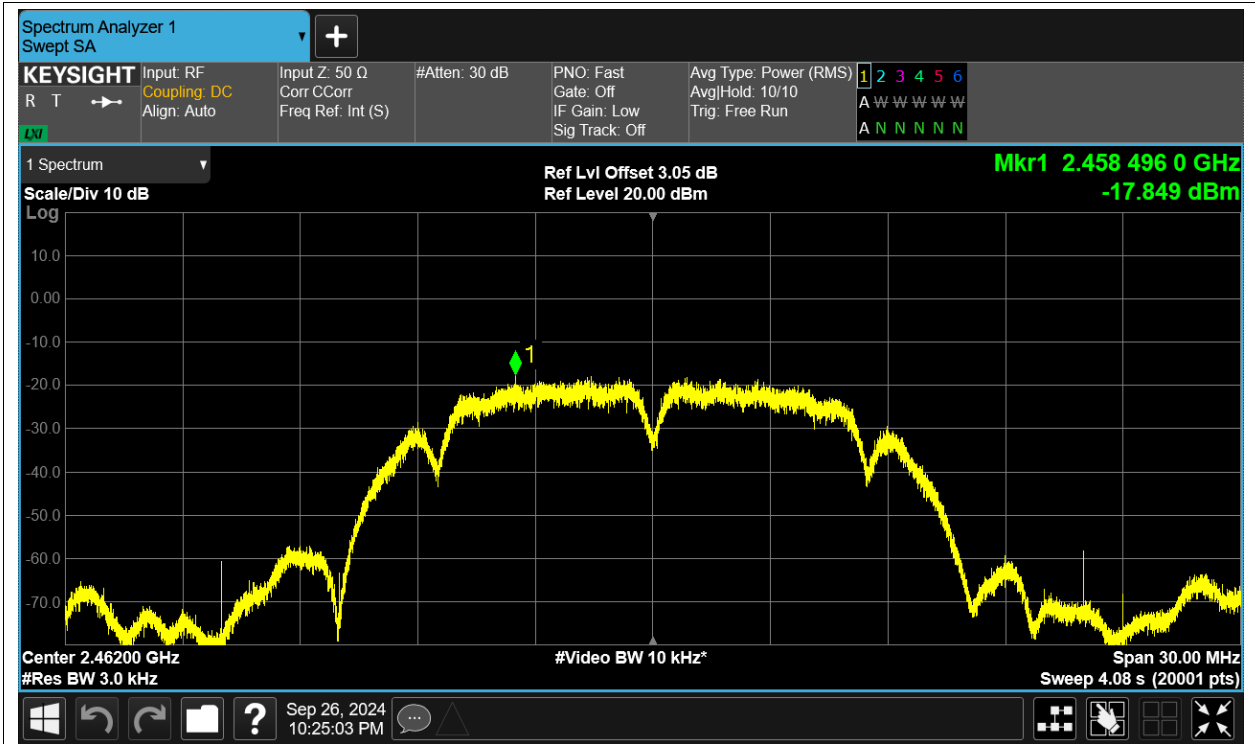 Spectrum Analyzer 1
Swept SA
KEYSIGHT
R T
LXI
Input: RF
Coupling: DC
Align: Auto
Input Z: 50 Ω
Corr CCorr
Freq Ref: Int (S)
#Atten: 30 dB
PNO: Fast
Gate: Off
IF Gain: Low
Sig Track: Off
Avg Type: Power (RMS)
Avg|Hold: 10/10
Trig: Free Run
1 2 3 4 5 6
A W W W W W
A N N N N N
1 Spectrum
Scale/Div 10 dB
Log
Ref Lvl Offset 3.05 dB
Ref Level 20.00 dBm
Mkr1 2.458 496 0 GHz
-17.849 dBm
10.0
0.00
-10.0
1
-20.0
-30.0
-40.0
-50.0
-60.0
-70.0
Center 2.46200 GHz
#Res BW 3.0 kHz
#Video BW 10 kHz*
Span 30.00 MHz
Sweep 4.08 s (20001 pts)
?
Sep 26, 2024
10:25:03 PM